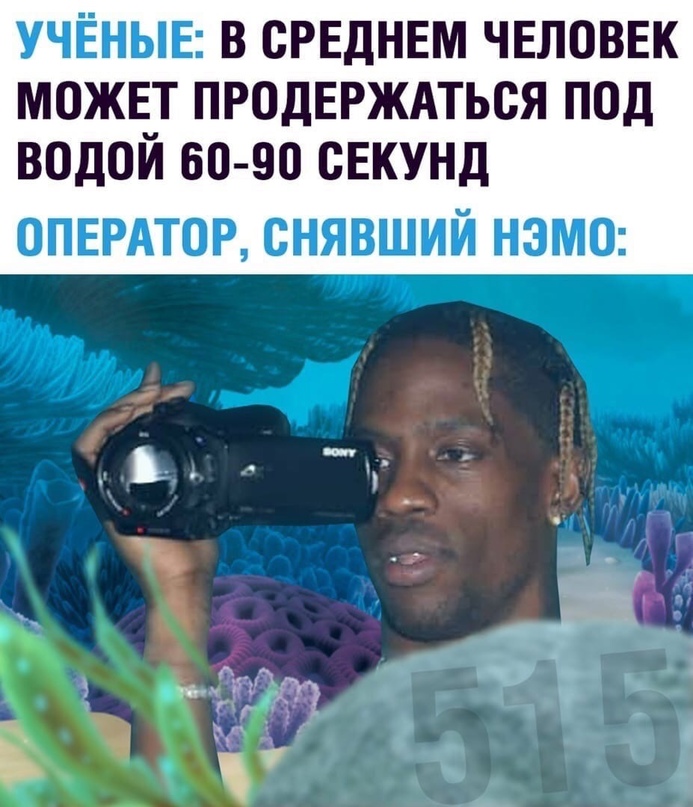 УЧЁНЫЕ: В СРЕДНЕМ ЧЕЛОВЕК
МОЖЕТ ПРОДЕРЖАТЬСЯ ПОД
ВОДОЙ 60-90 СЕКУНД
ОПЕРАТОР, СНЯВШИЙ НЭМО:
SONY
515